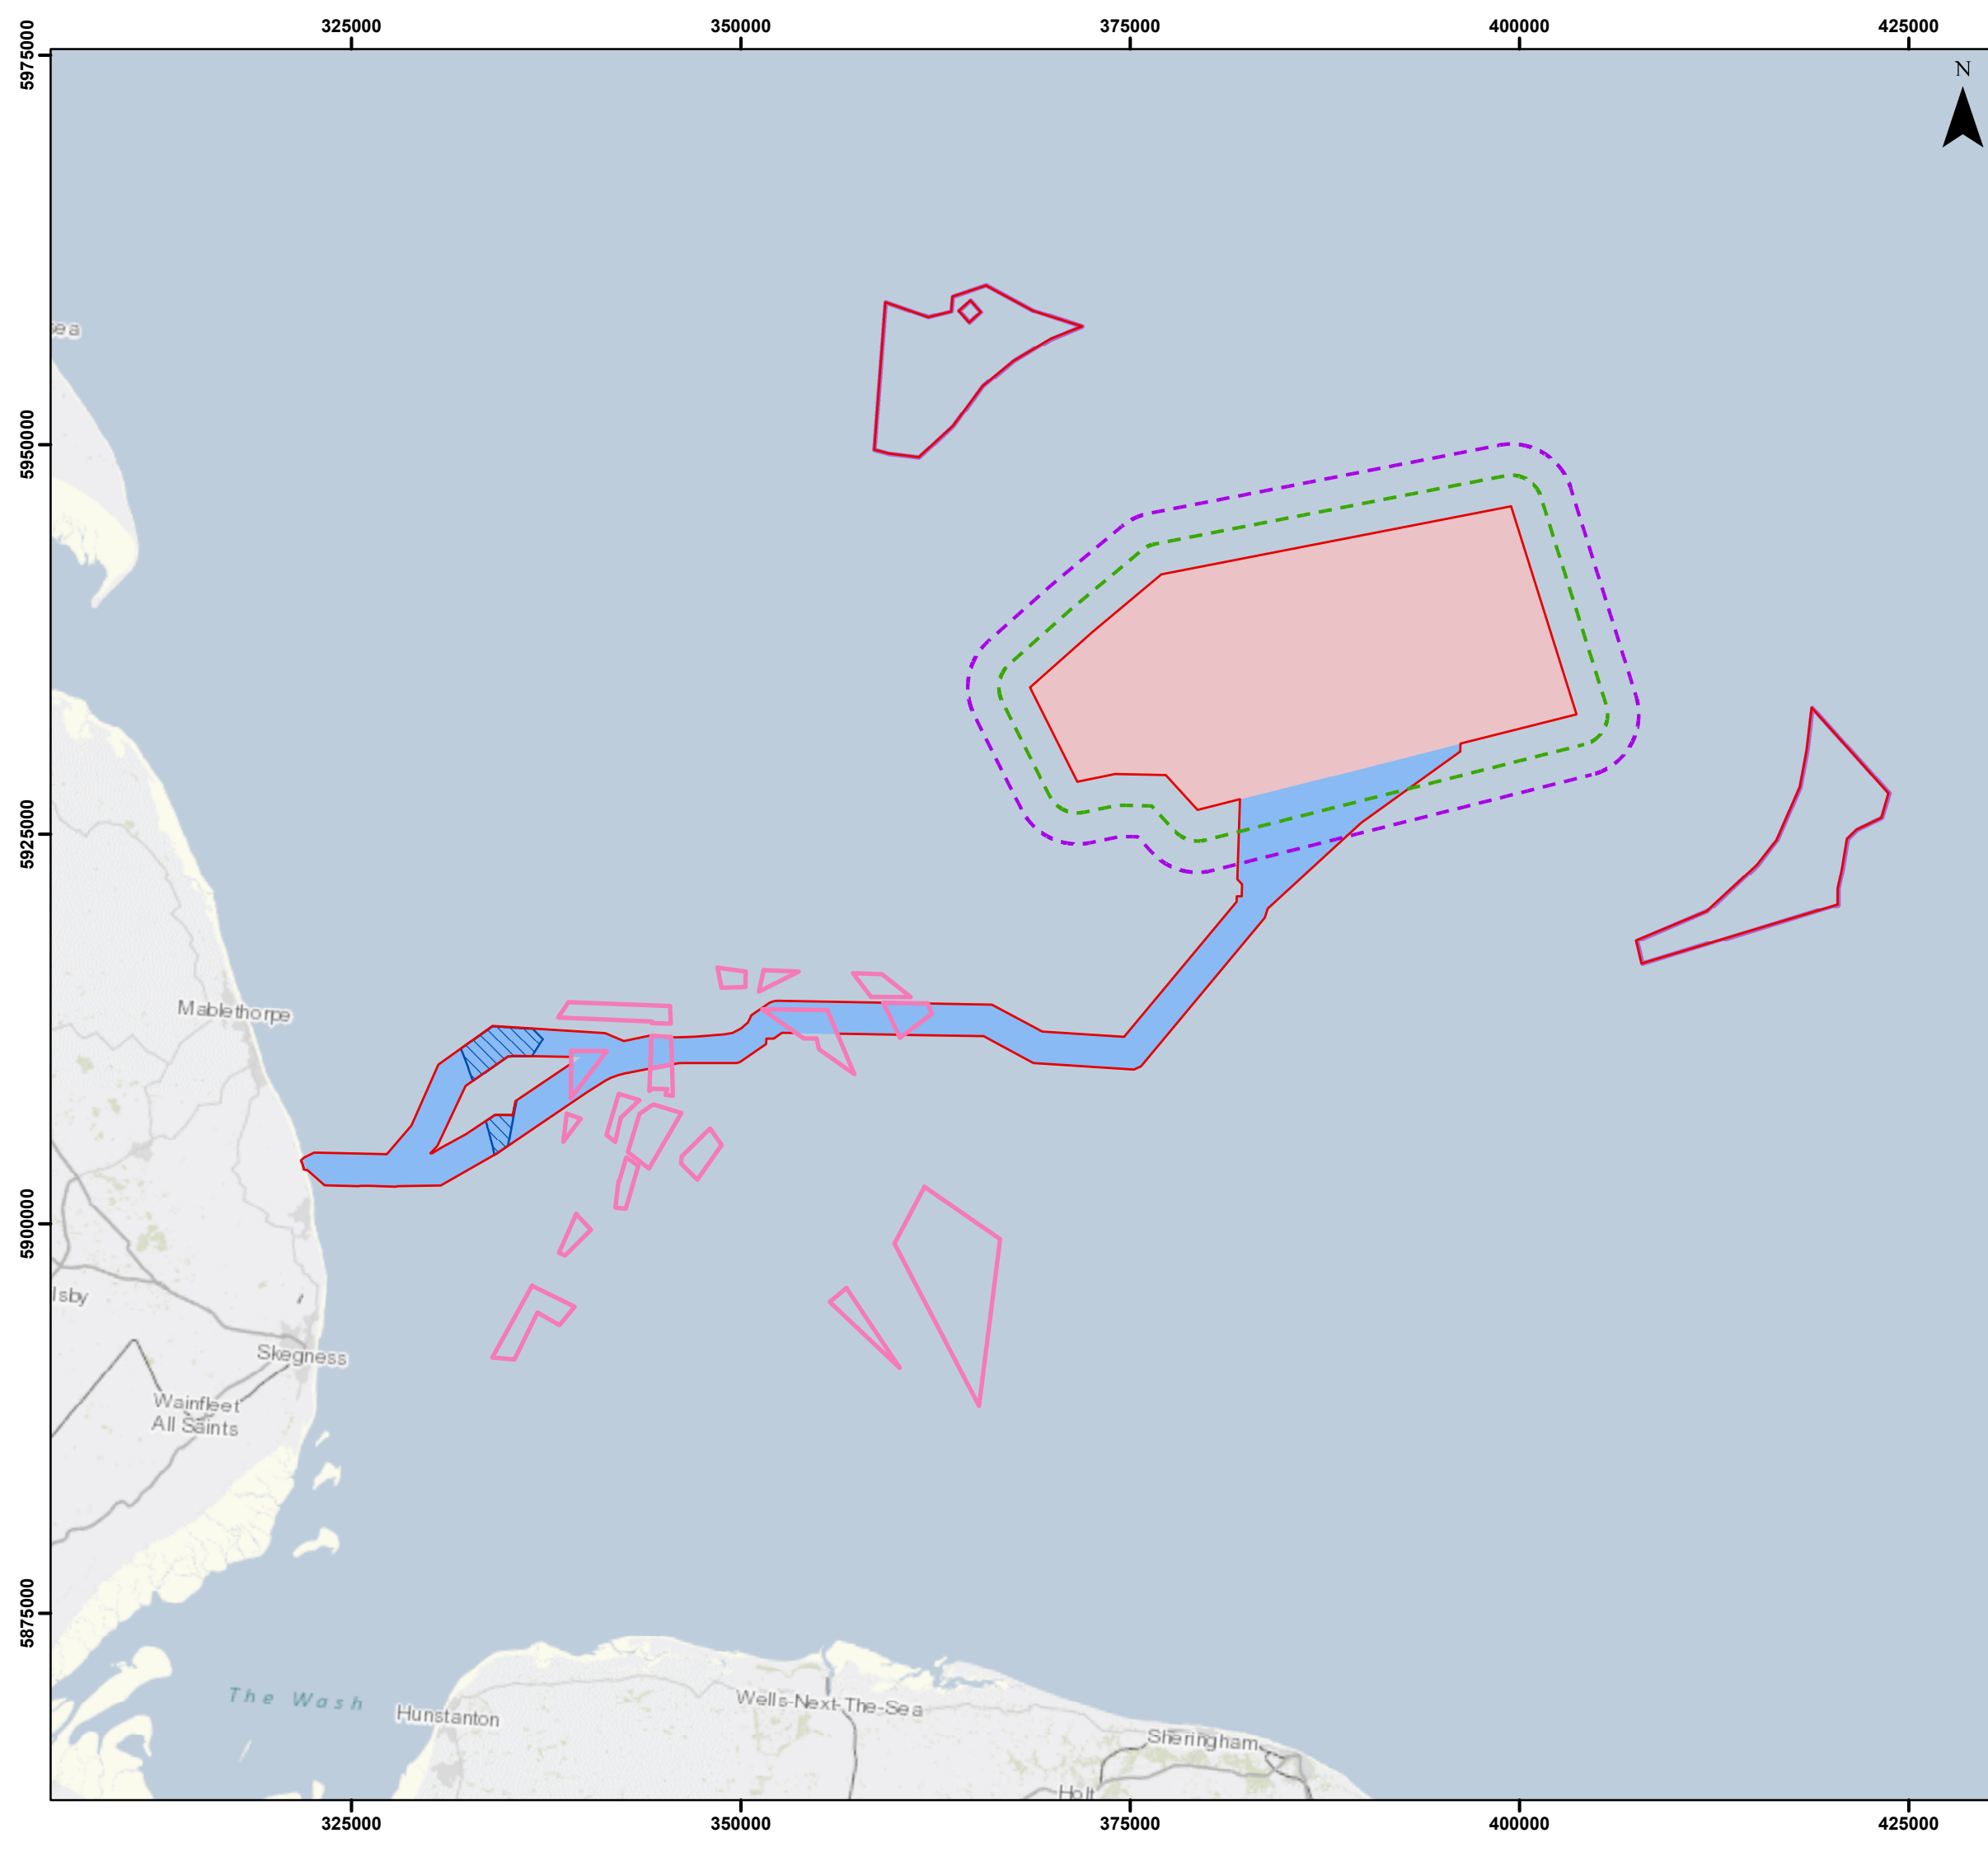 325000 350000 375000 400000 425000
5975000
N
ea
5950000
5925000
Mablethorpe
5900000
lsby
Skegness
Wainfleet
All Saints
5875000
The Wash
Hunstanton
Wells-Next-The-Sea
Sheringham
Holt
325000 350000 375000 400000 425000